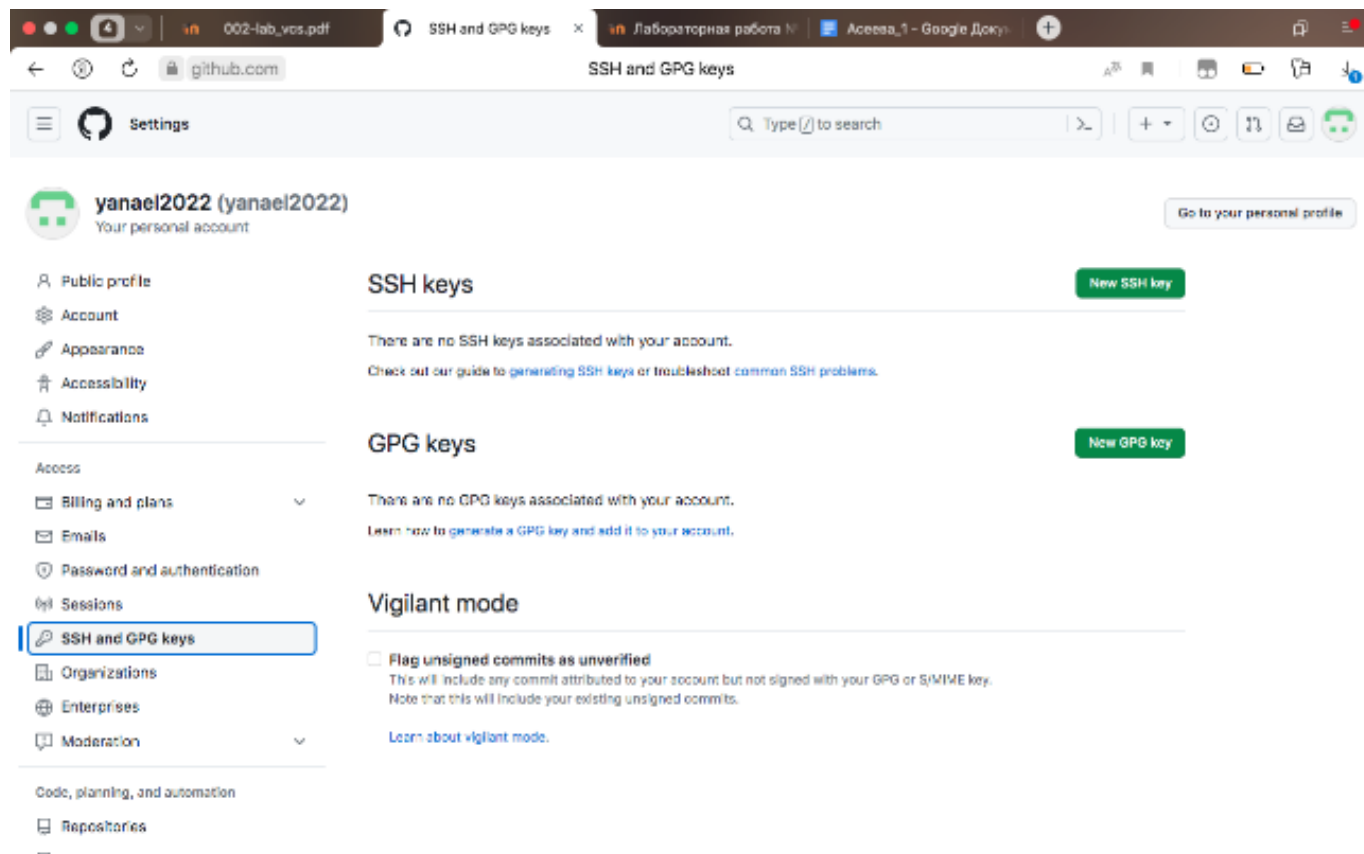 4 002-lab_vcs.pdf SSH and GPG keys × Лабораторная работа № Асеева_1 – Google Доку
github.com SSH and GPG keys
Settings Type / to search
yanael2022 (yanael2022)
Your personal account
Go to your personal profile
Public profile
Account
Appearance
Accessibility
Notifications
Access
Billing and plans
Emails
Password and authentication
Sessions
SSH and GPG keys
Organizations
Enterprises
Moderation
Code, planning, and automation
Repositories
SSH keys
New SSH key
There are no SSH keys associated with your account.
Check out our guide to generating SSH keys or troubleshoot common SSH problems.
GPG keys
New GPG key
There are no GPG keys associated with your account.
Learn how to generate a GPG key and add it to your account.
Vigilant mode
Flag unsigned commits as unverified
This will include any commit attributed to your account but not signed with your GPG or S/MIME key.
Note that this will include your existing unsigned commits.
Learn about vigilant mode.